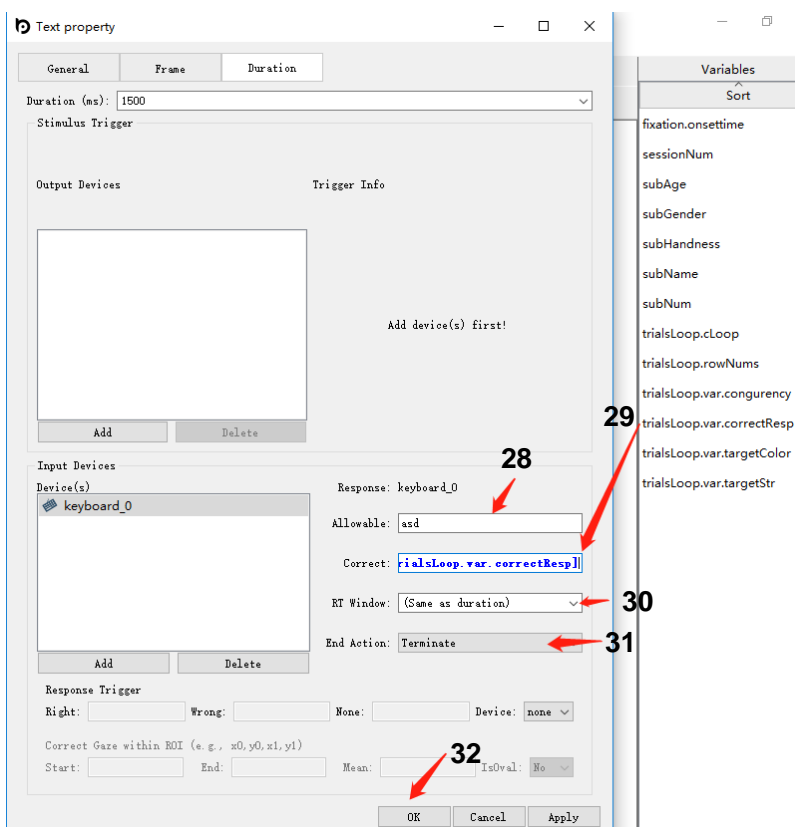 Text property
General Frame Duration
Duration (ms): 1500
Stimulus Trigger
Output Devices Trigger Info
Add device(s) first!
Add Delete
Input Devices
Device(s)
keyboard_0
Response: keyboard_0
28
Allowable: asd
Correct: rialsLoop.var.correctResp]
RT Window: (Same as duration)
30
End Action: Terminate
31
Add Delete
Response Trigger
Right: Wrong: None: Device: none
Correct Gaze within ROI (e.g., x0,y0,x1,y1)
Start: End: Mean: IsOval: No
32
OK Cancel Apply
Variables
Sort
fixation.onsettime
sessionNum
subAge
subGender
subHandness
subName
subNum
trialsLoop.cLoop
trialsLoop.rowNums
trialsLoop.var.congurency
29
trialsLoop.var.correctResp
trialsLoop.var.targetColor
trialsLoop.var.targetStr